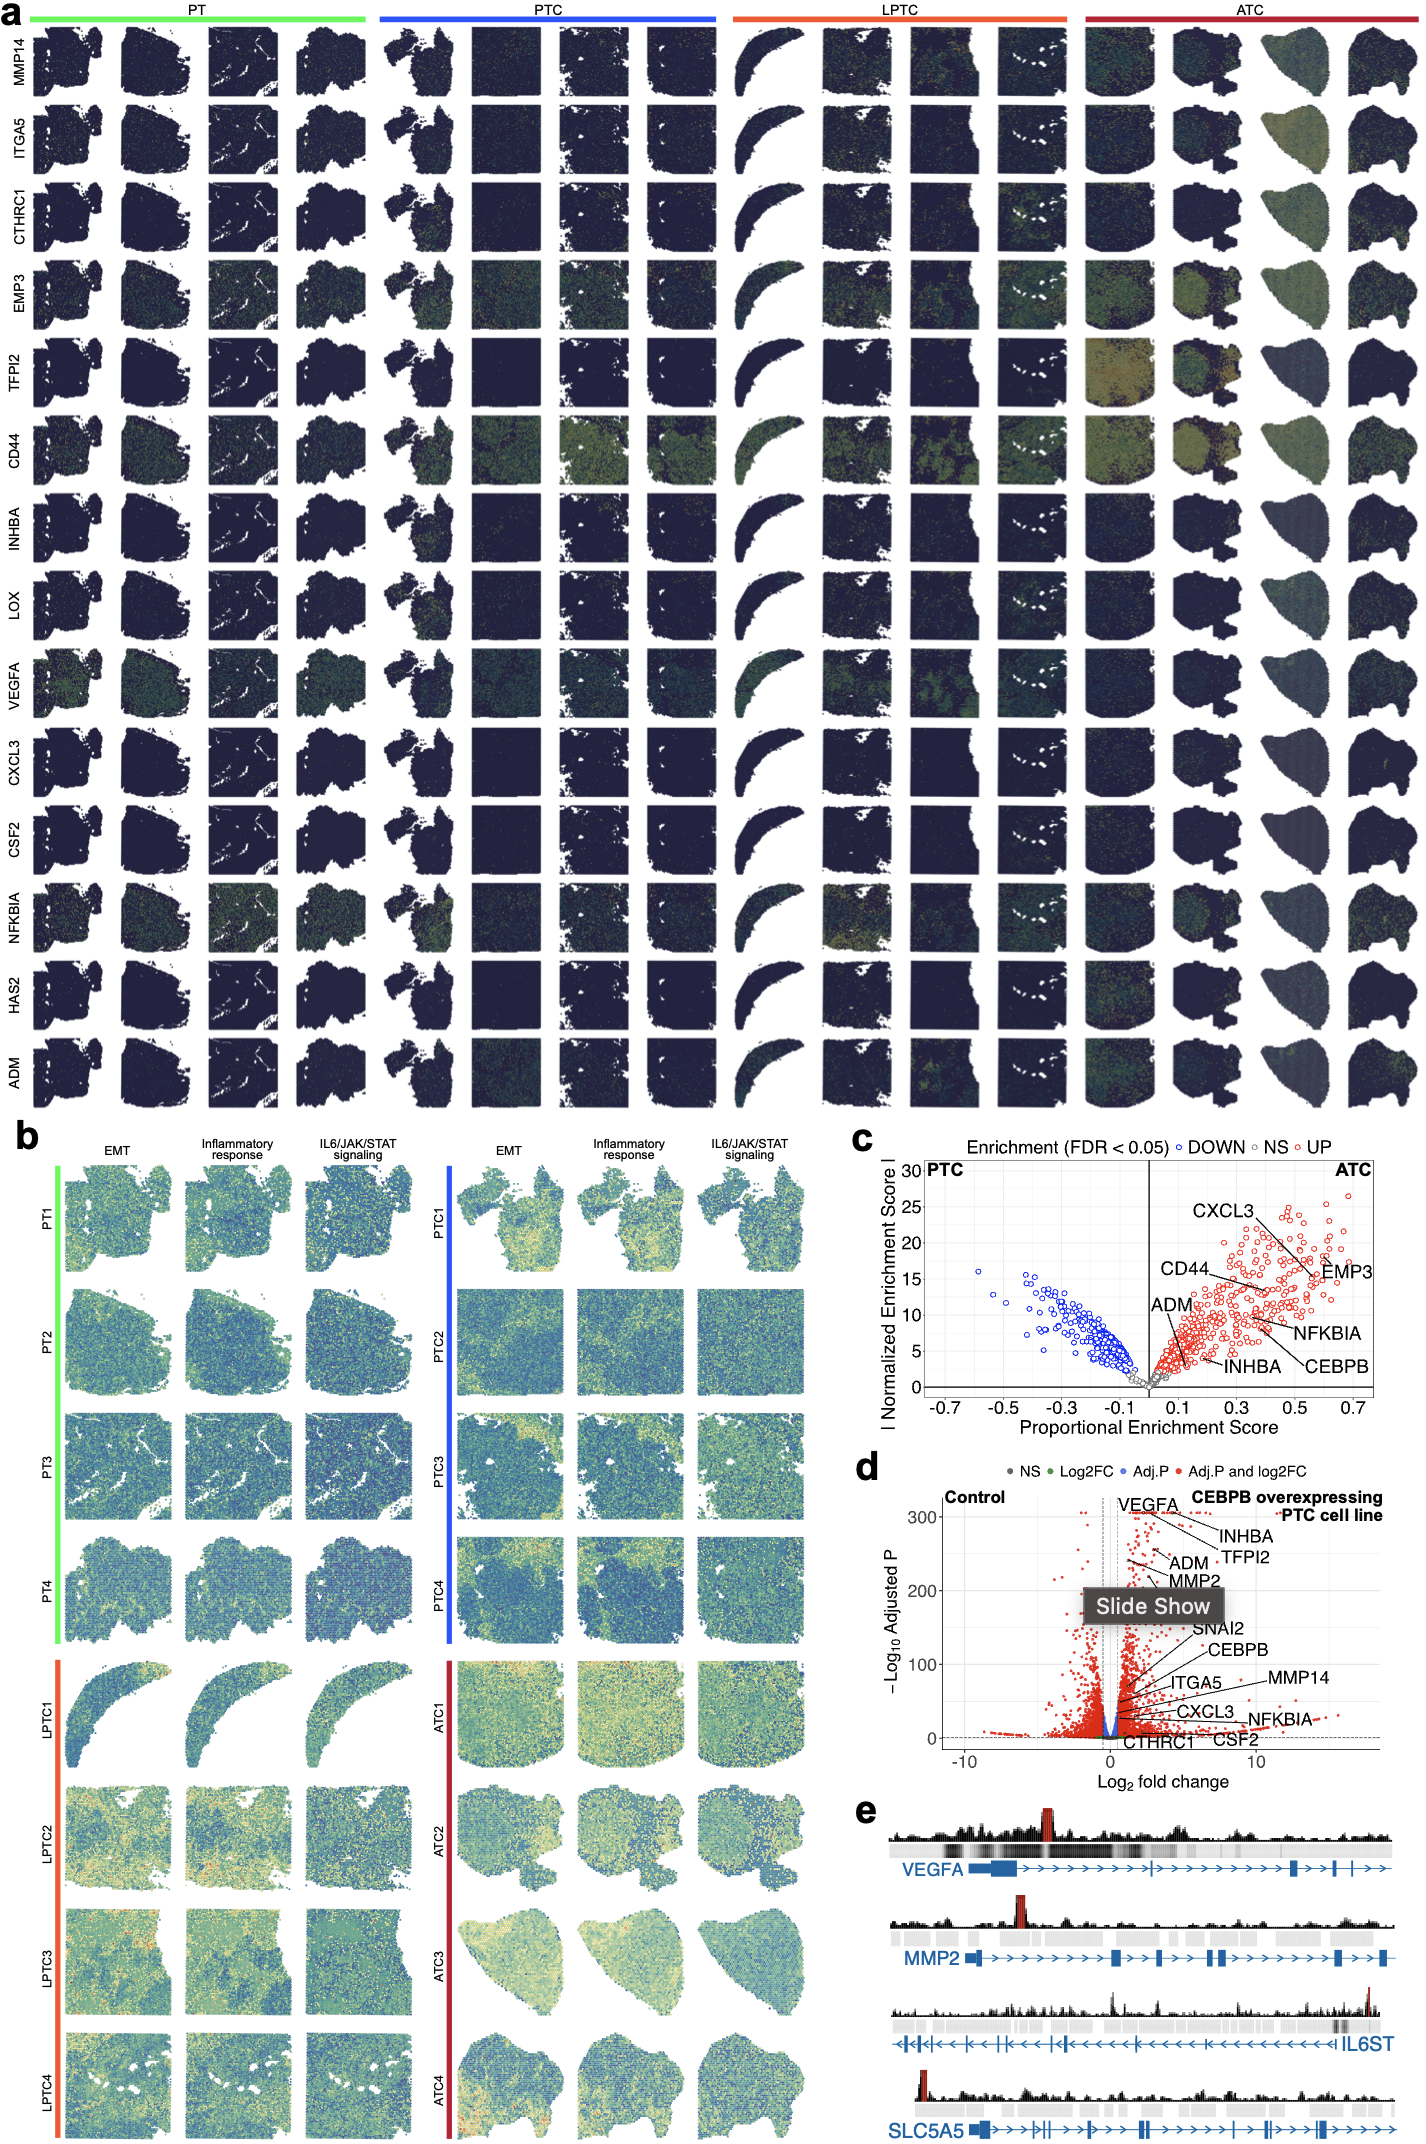 a
PT PTC LPTC ATC
MMP14
ITGA5
CTHRC1
EMP3
TFPI2
CD44
INHBA
LOX
VEGFA
CXCL3
CSF2
NFKBIA
HAS2
ADM
b
EMT Inflammatory response IL6/JAK/STAT signaling
EMT Inflammatory response IL6/JAK/STAT signaling
PT1
PT2
PT3
PT4
PTC1
PTC2
PTC3
PTC4
LPTC1
LPTC2
LPTC3
LPTC4
ATC1
ATC2
ATC3
ATC4
c
Enrichment (FDR < 0.05) DOWN NS UP
PTC ATC
| Normalized Enrichment Score |
30
25
20
15
10
5
0
CXCL3
EMP3
CD44
ADM
NFKBIA
INHBA
CEBPB
-0.7 -0.5 -0.3 -0.1 0.1 0.3 0.5 0.7
Proportional Enrichment Score
d
NS Log2FC Adj.P Adj.P and log2FC
Control
CEBPB overexpressing
PTC cell line
−Log10 Adjusted P
300
200
100
0
VEGFA
INHBA
TFPI2
ADM
MMP2
Slide Show
SNAI2
CEBPB
ITGA5
MMP14
CXCL3
NFKBIA
CTHRC1
CSF2
-10 0 10
Log2 fold change
e
VEGFA
MMP2
IL6ST
SLC5A5